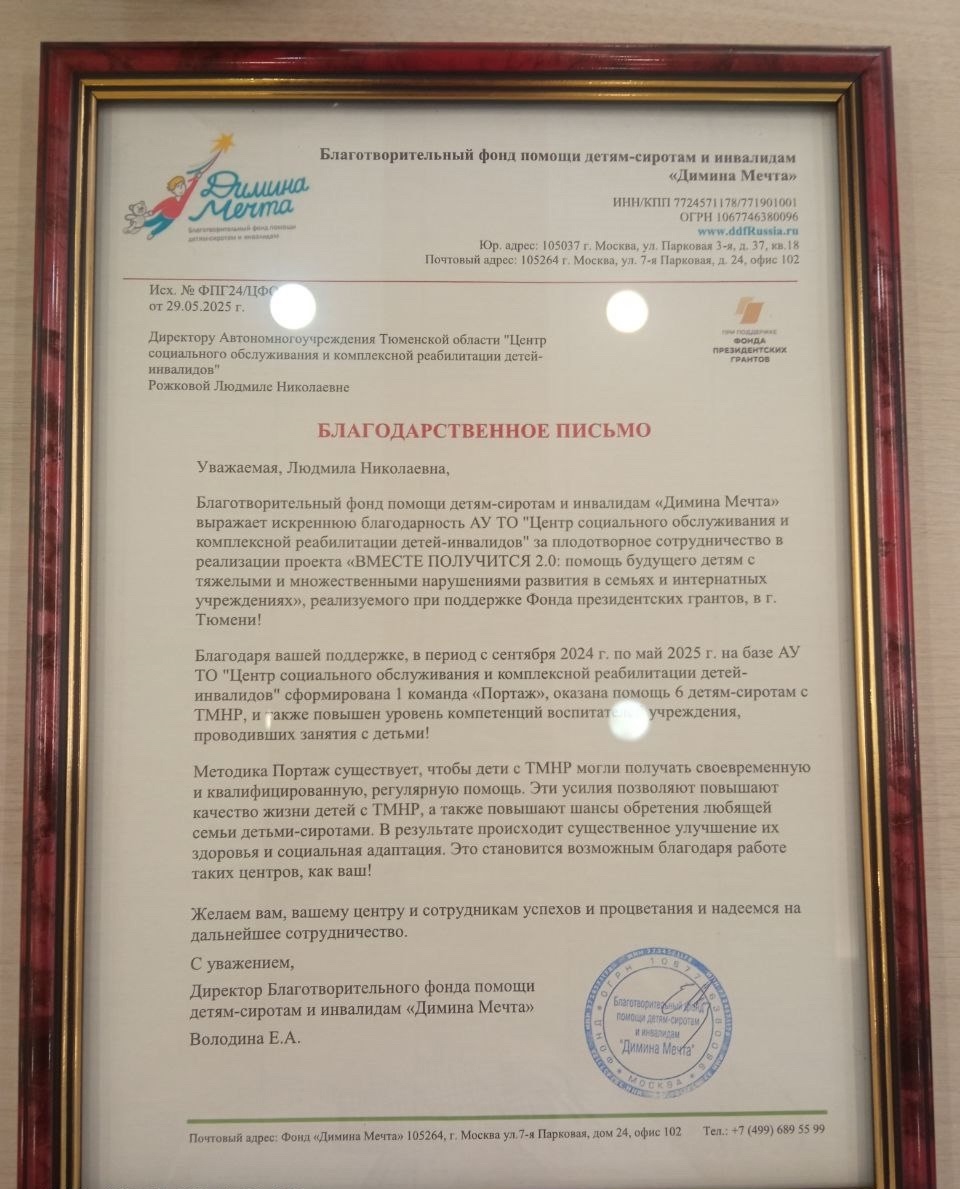 Димина
Мечта
Благотворительный фонд помощи
детям-сиротам и инвалидам
Благотворительный фонд помощи детям-сиротам и инвалидам
«Димина Мечта»
ИНН/КПП 7724571178/771901001
ОГРН 1067746380096
www.ddfRussia.ru
Юр. адрес: 105037 г. Москва, ул. Парковая 3-я, д. 37, кв.18
Почтовый адрес: 105264 г. Москва, ул. 7-я Парковая, д. 24, офис 102
Исх. № ФПГ24/ЦФО
от 29.05.2025 г.
ПРИ ПОДДЕРЖКЕ
ФОНДА
ПРЕЗИДЕНТСКИХ
ГРАНТОВ
Директору Автономногоучреждения Тюменской области "Центр
социального обслуживания и комплексной реабилитации детей-
инвалидов"
Рожковой Людмиле Николаевне
БЛАГОДАРСТВЕННОЕ ПИСЬМО
Уважаемая, Людмила Николаевна,
Благотворительный фонд помощи детям-сиротам и инвалидам «Димина Мечта»
выражает искреннюю благодарность АУ ТО "Центр социального обслуживания и
комплексной реабилитации детей-инвалидов" за плодотворное сотрудничество в
реализации проекта «ВМЕСТЕ ПОЛУЧИТСЯ 2.0: помощь будущего детям с
тяжелыми и множественными нарушениями развития в семьях и интернатных
учреждениях», реализуемого при поддержке Фонда президентских грантов, в г.
Тюмени!
Благодаря вашей поддержке, в период с сентября 2024 г. по май 2025 г. на базе АУ
ТО "Центр социального обслуживания и комплексной реабилитации детей-
инвалидов" сформирована 1 команда «Портаж», оказана помощь 6 детям-сиротам с
ТМНР, и также повышен уровень компетенций учреждения,
проводивших занятия с детьми!
Методика Портаж существует, чтобы дети с ТМНР могли получать своевременную
и квалифицированную, регулярную помощь. Эти усилия позволяют повышают
качество жизни детей с ТМНР, а также повышают шансы обретения любящей
семьи детьми-сиротами. В результате происходит существенное улучшение их
здоровья и социальная адаптация. Это становится возможным благодаря работе
таких центров, как ваш!
Желаем вам, вашему центру и сотрудникам успехов и процветания и надеемся на
дальнейшее сотрудничество.
С уважением,
Директор Благотворительного фонда помощи
детям-сиротам и инвалидам «Димина Мечта»
Володина Е.А.
ФОНД * ОГРН 1067746380096 * МОСКВА *
Благотворительный фонд
помощи детям-сиротам
и инвалидам
"Димина Мечта"
Почтовый адрес: Фонд «Димина Мечта» 105264, г. Москва ул.7-я Парковая, дом 24, офис 102 Тел.: +7 (499) 689 55 99